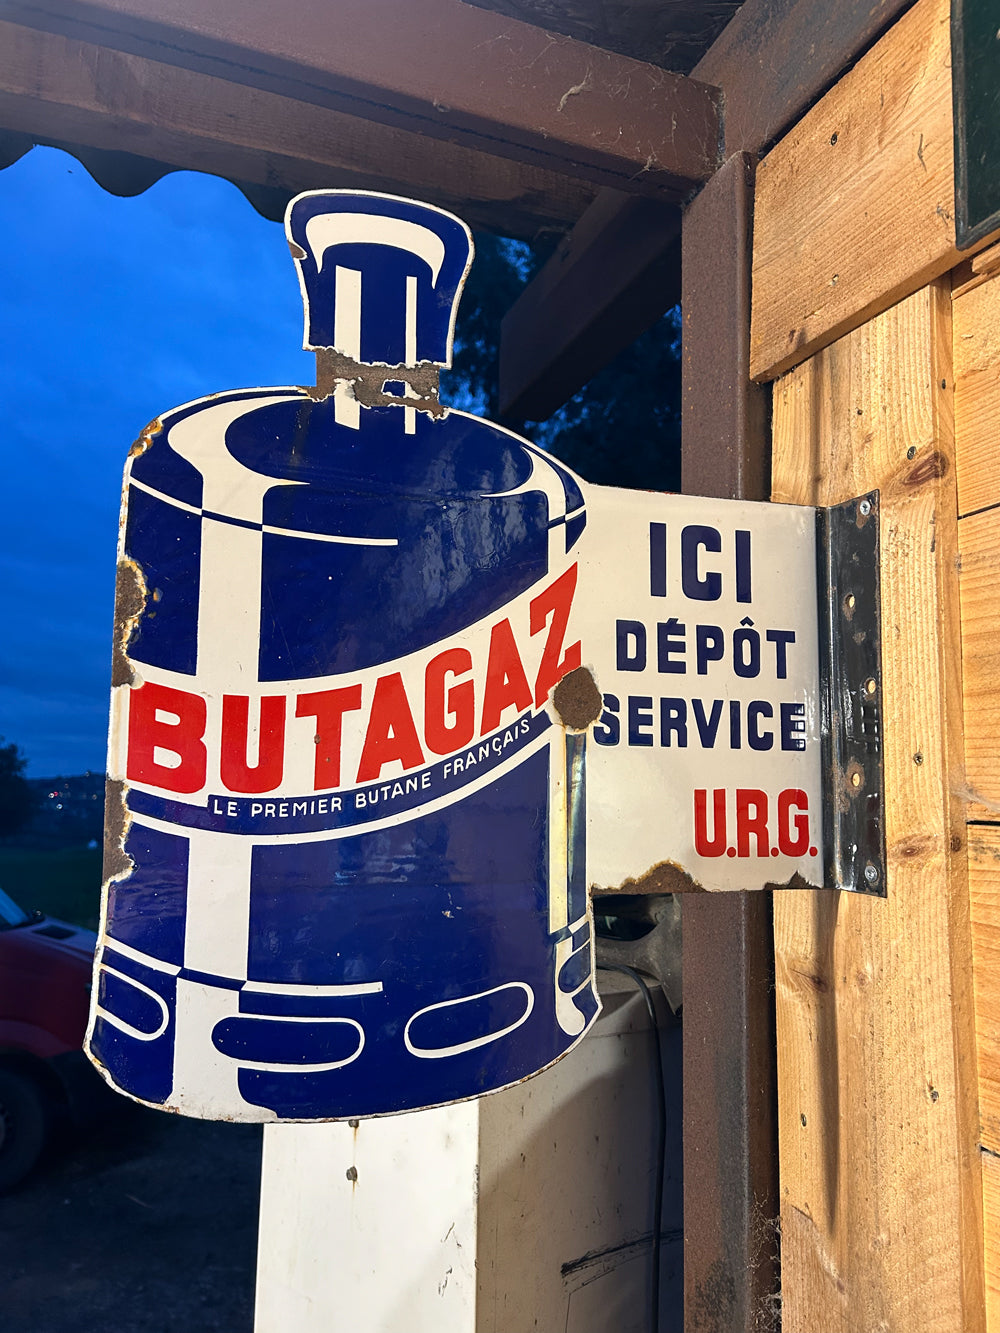 BUTAGAZ
LE PREMIER BUTANE FRANÇAIS
ICI
DÉPÔT
SERVICE
U.R.G.